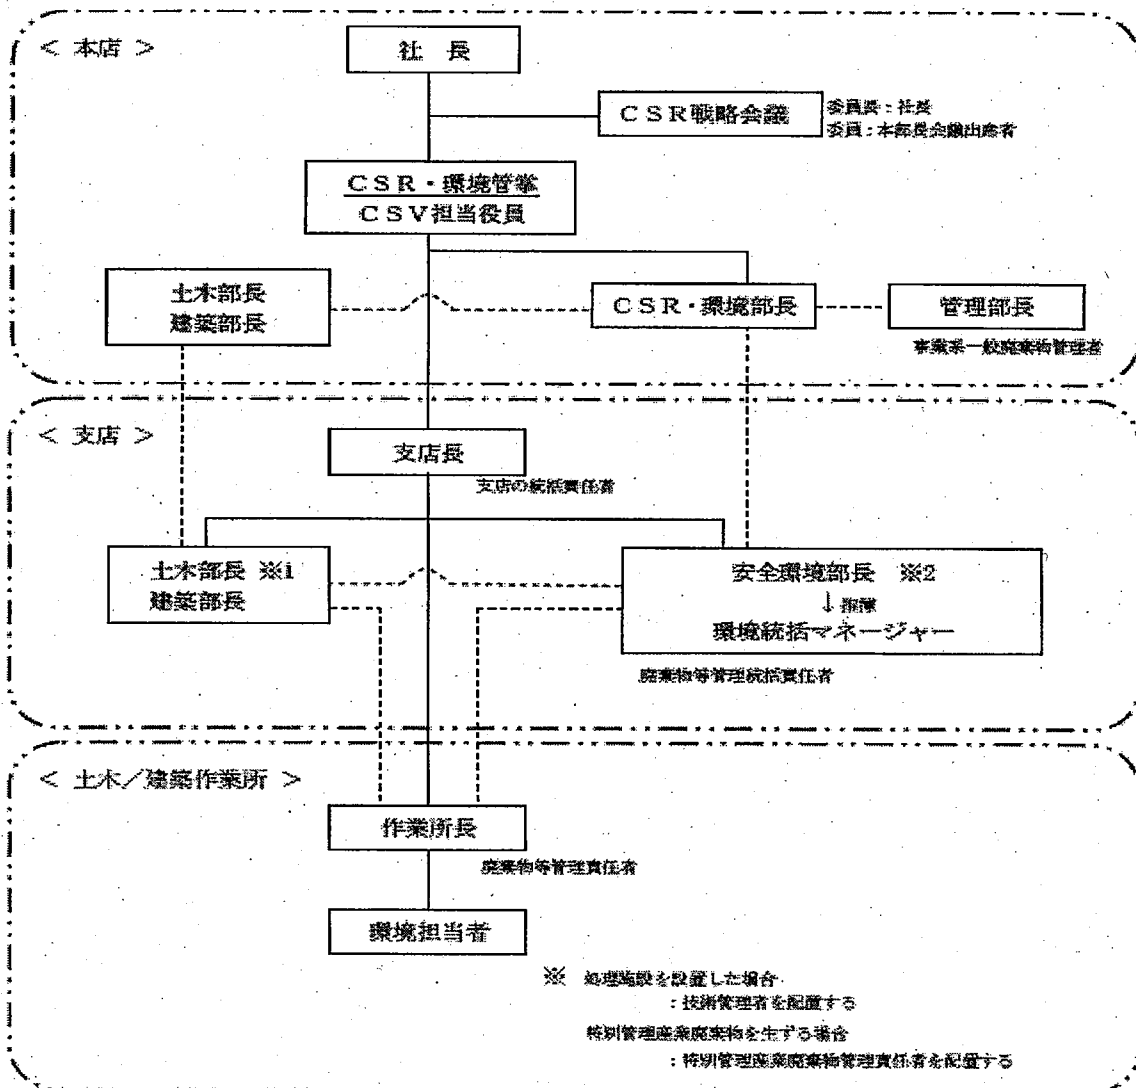 < 本店 >
社 長
CSR戦略会議
委員長：社長
委員：本部長会議出席者
CSR・環境管掌
CSV担当役員
土木部長
建築部長
CSR・環境部長
管理部長
事業系一般廃棄物管理者
< 支店 >
支店長
支店の統括責任者
土木部長 ※1
建築部長
安全環境部長 ※2
↓推薦
環境統括マネージャー
廃棄物等管理統括責任者
< 土木／建築作業所 >
作業所長
廃棄物等管理責任者
環境担当者
※ 処理施設を設置した場合
：技術管理者を配置する
特別管理産業廃棄物を生ずる場合
：特別管理産業廃棄物管理責任者を配置する